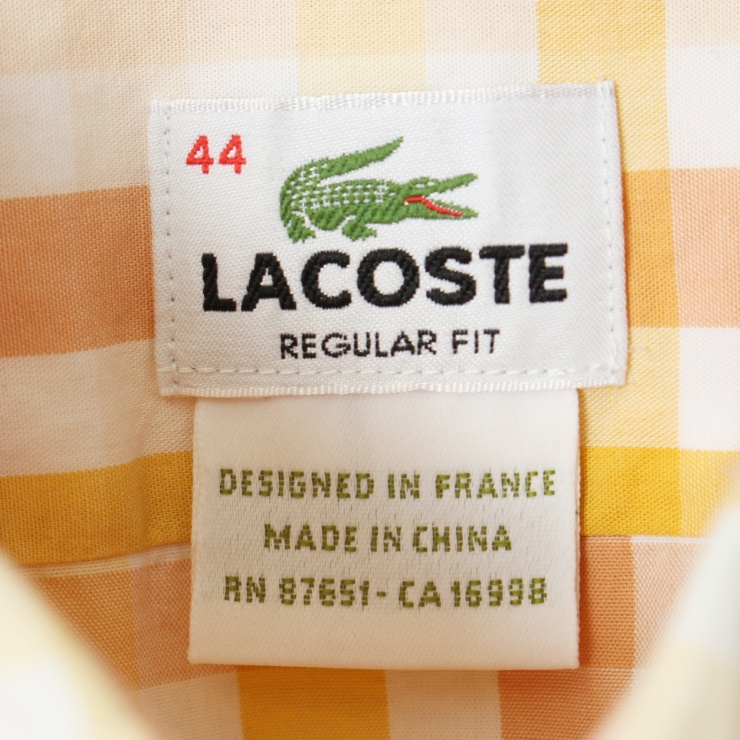 44
LACOSTE
REGULAR FIT
DESIGNED IN FRANCE
MADE IN CHINA
RN 87651 - CA 16998